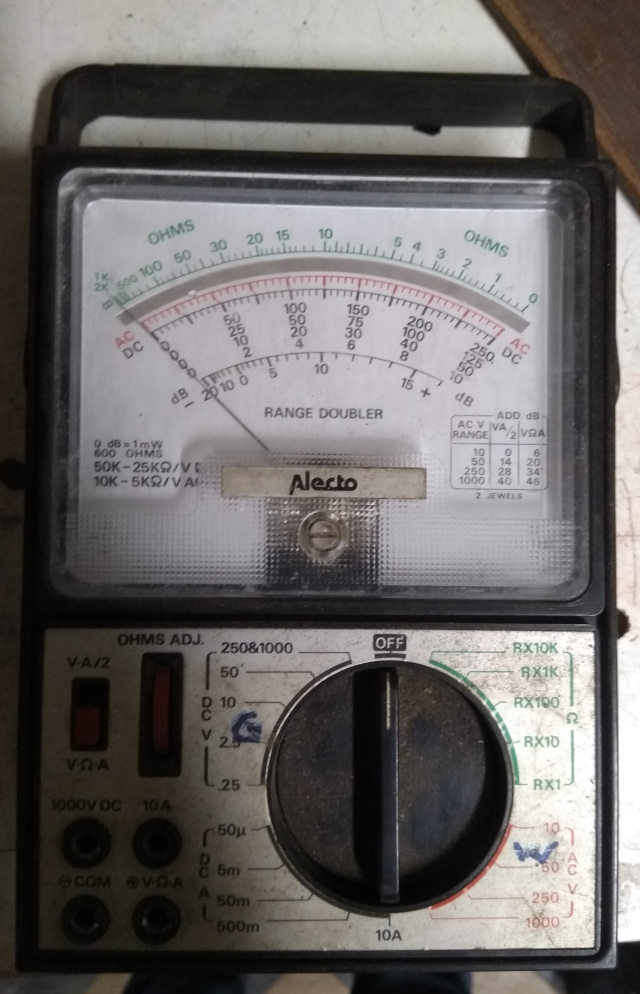 OHMS
OHMS
1K
2K
∞
500
100
50
30
20
15
10
5
4
3
2
1
0
AC
DC
0
50
100
150
200
250
0
25
50
75
100
125
0
10
20
30
40
50
0
2
4
6
8
10
AC
DC
dB
−
20
10
0
5
10
15
+
dB
RANGE DOUBLER
0 dB = 1mW
600 OHMS
50K-25KΩ/V
10K-5KΩ/V
ADD dB
AC V RANGE VA/2 VΩA
10 0 6
50 14 20
250 28 34
1000 40 46
2 JEWELS
Alecto
OHMS ADJ.
V·A/2
V·Ω·A
1000V DC
10A
⊖COM
⊕V·Ω·A
OFF
250&1000
50
10
2.5
.25
DC V
50µ
5m
50m
500m
DC A
10A
RX10K
RX1K
RX100
RX10
RX1
Ω
10
50
250
1000
AC V
G
W